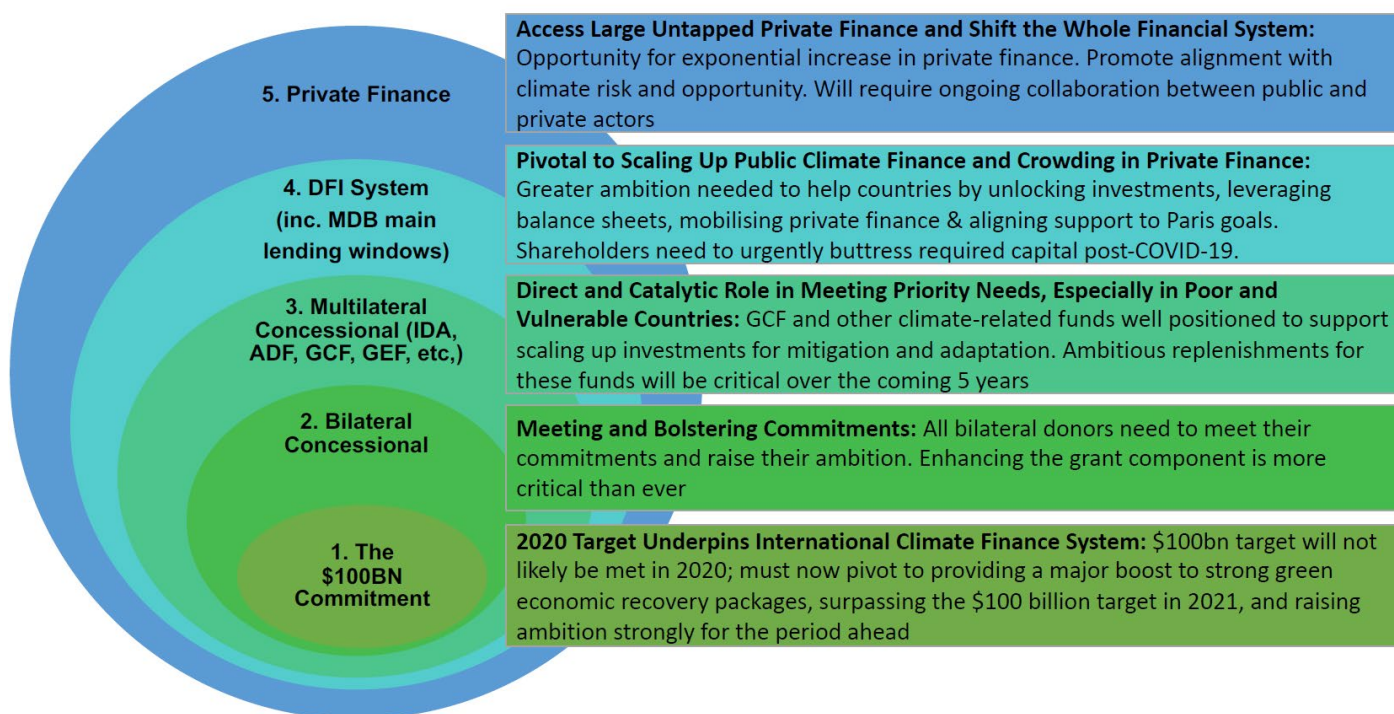 5. Private Finance
Access Large Untapped Private Finance and Shift the Whole Financial System:
Opportunity for exponential increase in private finance. Promote alignment with
climate risk and opportunity. Will require ongoing collaboration between public and
private actors
4. DFI System
(inc. MDB main
lending windows)
Pivotal to Scaling Up Public Climate Finance and Crowding in Private Finance:
Greater ambition needed to help countries by unlocking investments, leveraging
balance sheets, mobilising private finance & aligning support to Paris goals.
Shareholders need to urgently buttress required capital post-COVID-19.
3. Multilateral
Concessional (IDA,
ADF, GCF, GEF, etc,)
Direct and Catalytic Role in Meeting Priority Needs, Especially in Poor and
Vulnerable Countries: GCF and other climate-related funds well positioned to support
scaling up investments for mitigation and adaptation. Ambitious replenishments for
these funds will be critical over the coming 5 years
2. Bilateral
Concessional
Meeting and Bolstering Commitments: All bilateral donors need to meet their
commitments and raise their ambition. Enhancing the grant component is more
critical than ever
1. The
$100BN
Commitment
2020 Target Underpins International Climate Finance System: $100bn target will not
likely be met in 2020; must now pivot to providing a major boost to strong green
economic recovery packages, surpassing the $100 billion target in 2021, and raising
ambition strongly for the period ahead